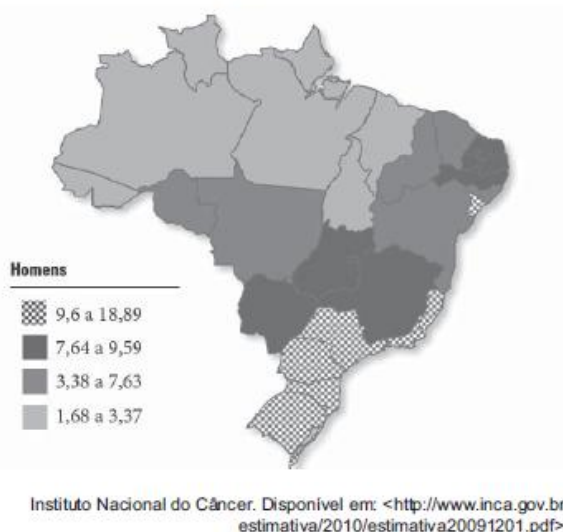 Homens
9,6 a 18,89
7,64 a 9,59
3,38 a 7,63
1,68 a 3,37
Instituto Nacional do Câncer. Disponível em: <http://www.inca.gov.br
estimativa/2010/estimativa20091201.pdf>